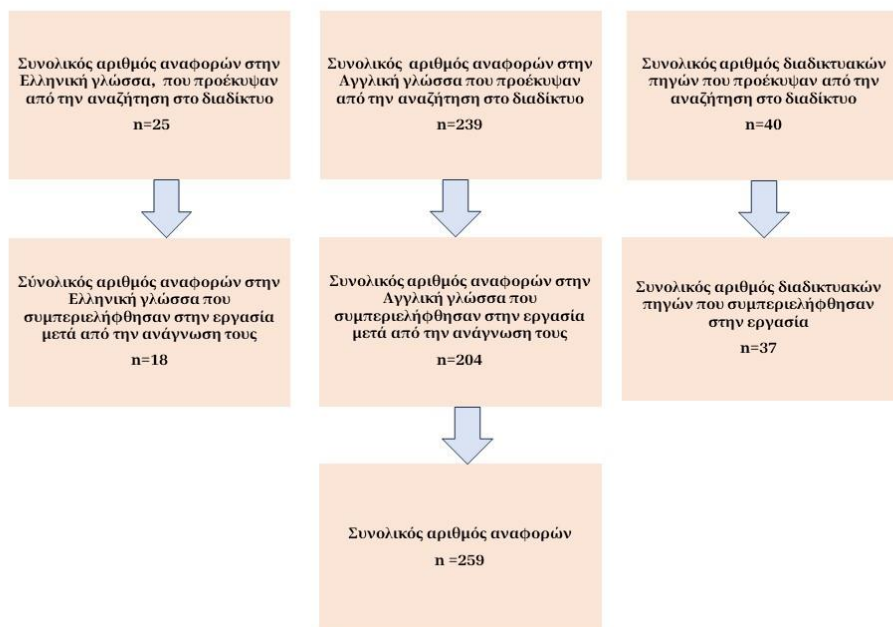 Συνολικός αριθμός αναφορών στην
Ελληνική γλώσσα, που προέκυψαν
από την αναζήτηση στο διαδίκτυο
n=25
Συνολικός αριθμός αναφορών στην
Αγγλική γλώσσα που προέκυψαν
από την αναζήτηση στο διαδίκτυο
n=239
Συνολικός αριθμός διαδικτυακών
πηγών που προέκυψαν από την
αναζήτηση στο διαδίκτυο
n=40
Σύνολικός αριθμός αναφορών στην
Ελληνική γλώσσα που
συμπεριελήφθησαν στην εργασία
μετά από την ανάγνωση τους
n=18
Συνολικός αριθμός αναφορών στην
Αγγλική γλώσσα που
συμπεριελήφθησαν στην εργασία
μετά από την ανάγνωση τους
n=204
Συνολικός αριθμός διαδικτυακών
πηγών που συμπεριελήφθησαν
στην εργασία
n=37
Συνολικός αριθμός αναφορών
n =259